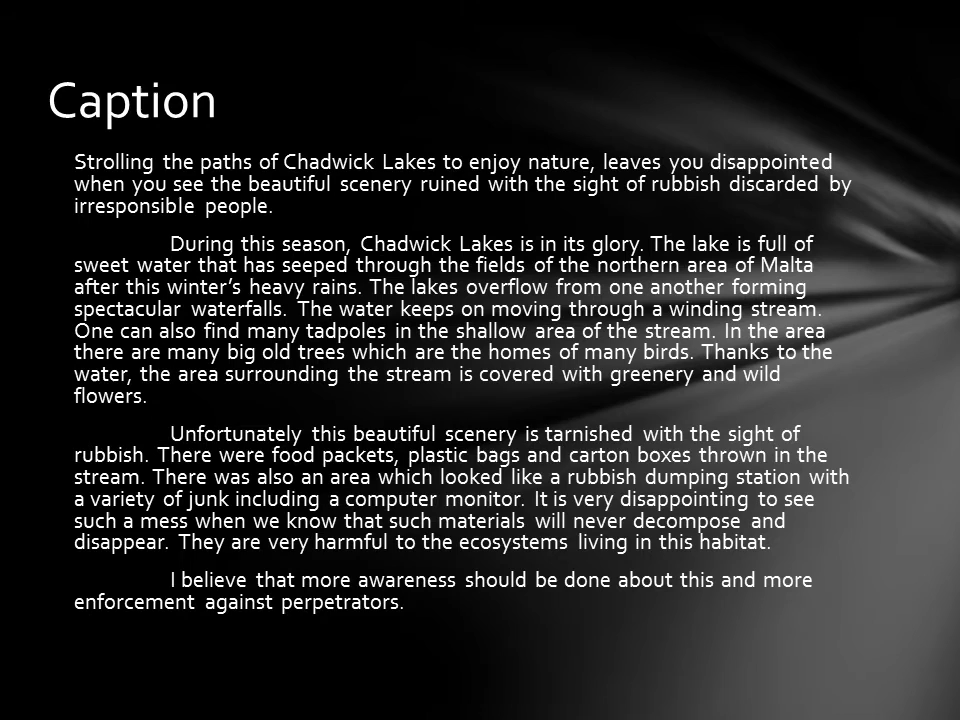 Caption
Strolling the paths of Chadwick Lakes to enjoy nature, leaves you disappointed
when you see the beautiful scenery ruined with the sight of rubbish discarded by
irresponsible people.
During this season, Chadwick Lakes is in its glory. The lake is full of
sweet water that has seeped through the fields of the northern area of Malta
after this winter’s heavy rains. The lakes overflow from one another forming
spectacular waterfalls. The water keeps on moving through a winding stream.
One can also find many tadpoles in the shallow area of the stream. In the area
there are many big old trees which are the homes of many birds. Thanks to the
water, the area surrounding the stream is covered with greenery and wild
flowers.
Unfortunately this beautiful scenery is tarnished with the sight of
rubbish. There were food packets, plastic bags and carton boxes thrown in the
stream. There was also an area which looked like a rubbish dumping station with
a variety of junk including a computer monitor. It is very disappointing to see
such a mess when we know that such materials will never decompose and
disappear. They are very harmful to the ecosystems living in this habitat.
I believe that more awareness should be done about this and more
enforcement against perpetrators.